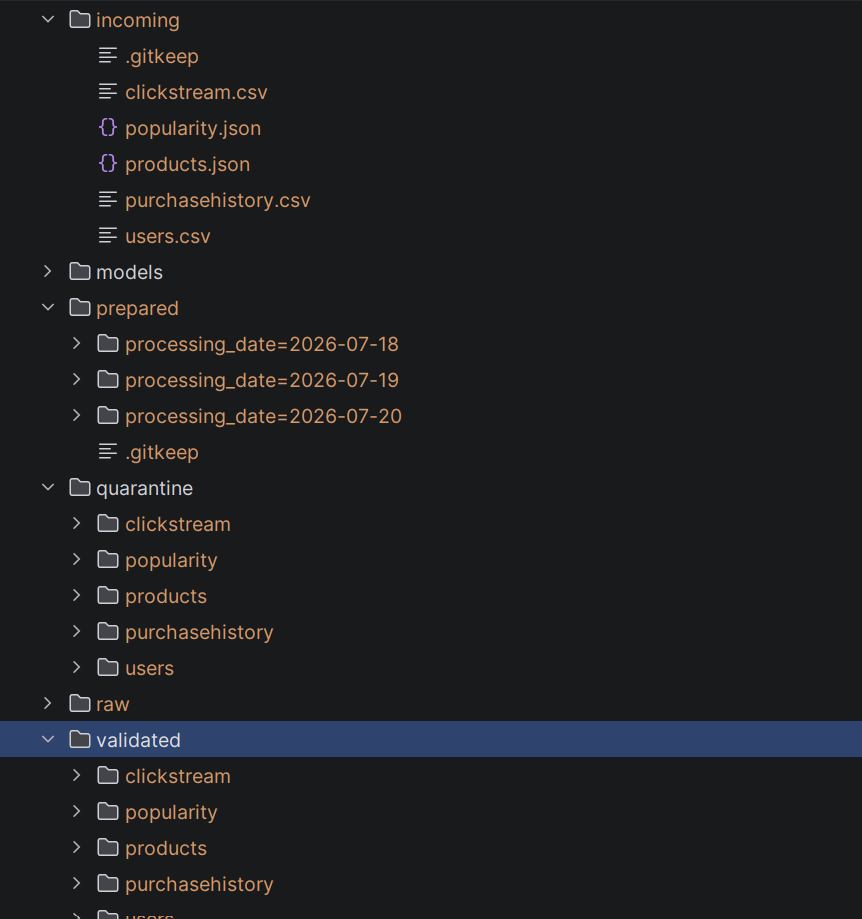 incoming
.gitkeep
clickstream.csv
{} popularity.json
{} products.json
purchasehistory.csv
users.csv
models
prepared
processing_date=2026-07-18
processing_date=2026-07-19
processing_date=2026-07-20
.gitkeep
quarantine
clickstream
popularity
products
purchasehistory
users
raw
validated
clickstream
popularity
products
purchasehistory
users